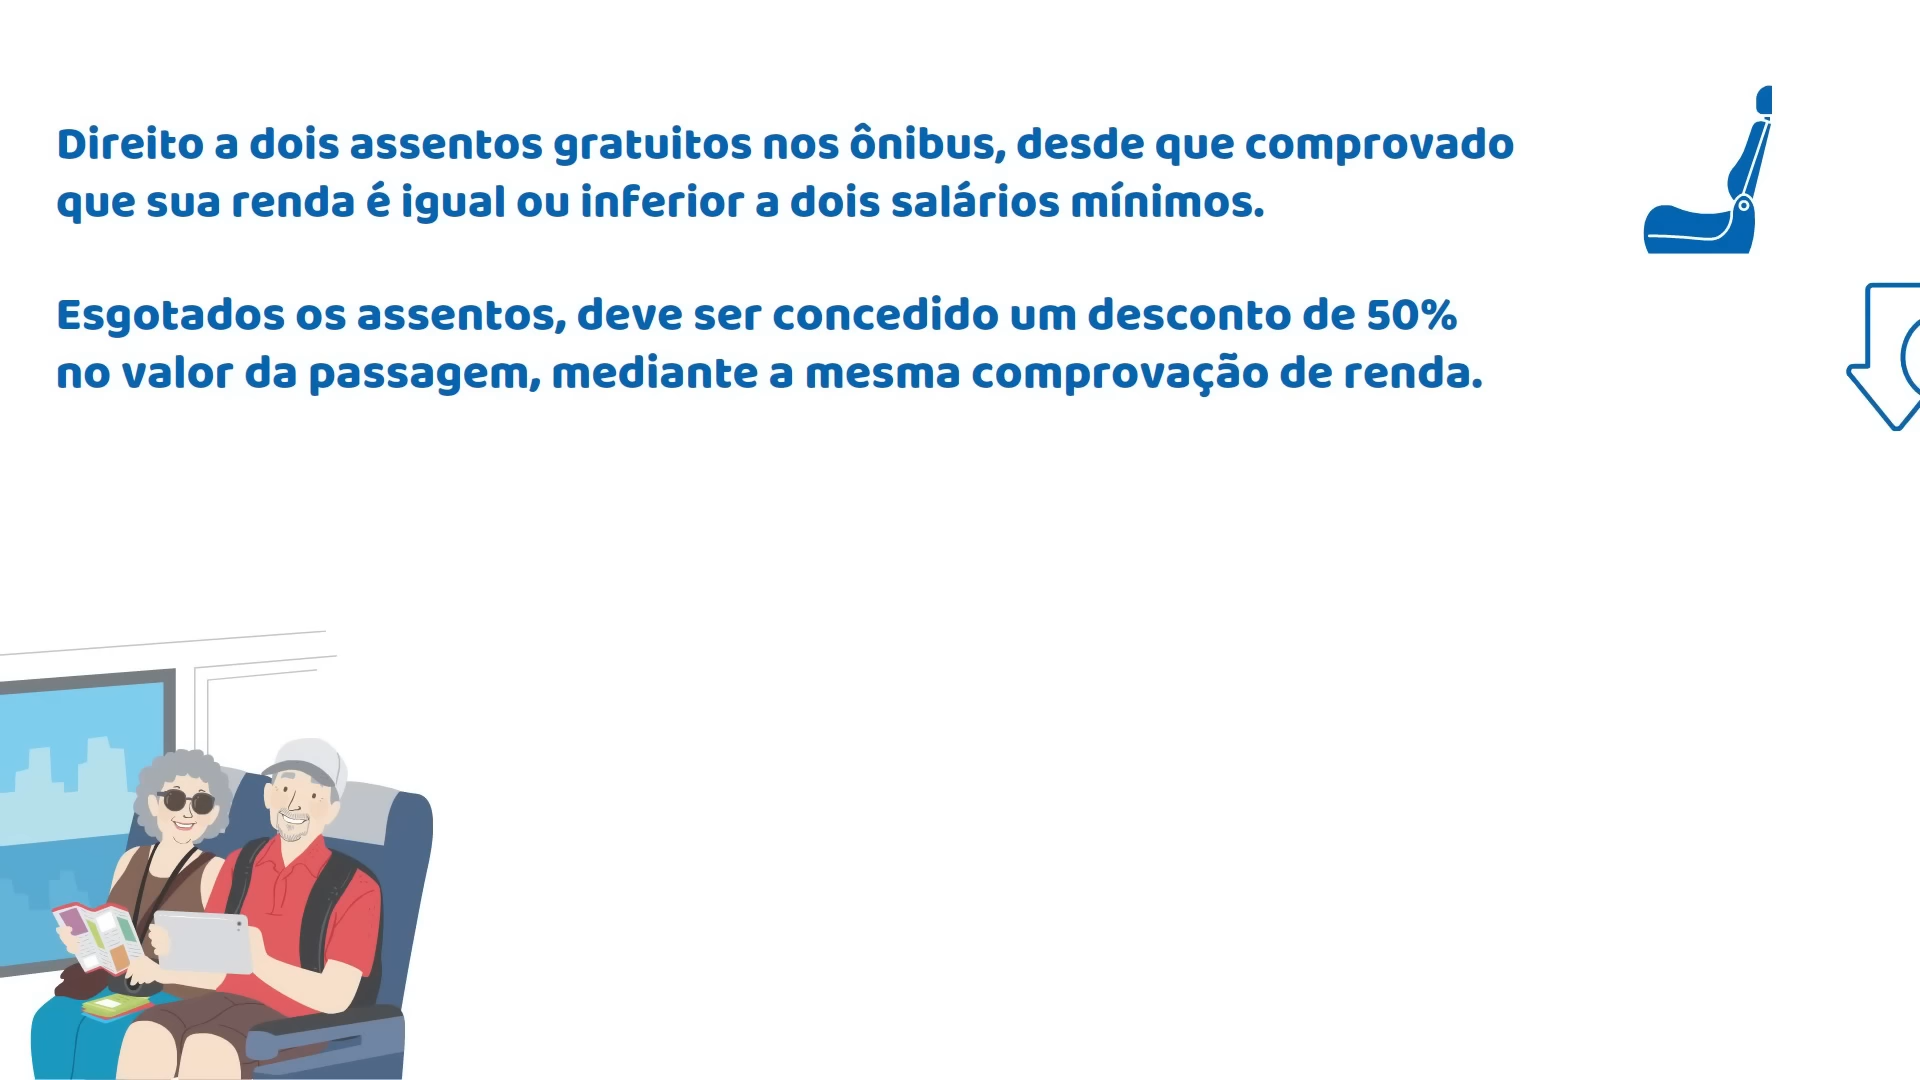 Direito a dois assentos gratuitos nos ônibus, desde que comprovado
que sua renda é igual ou inferior a dois salários mínimos.
Esgotados os assentos, deve ser concedido um desconto de 50%
no valor da passagem, mediante a mesma comprovação de renda.